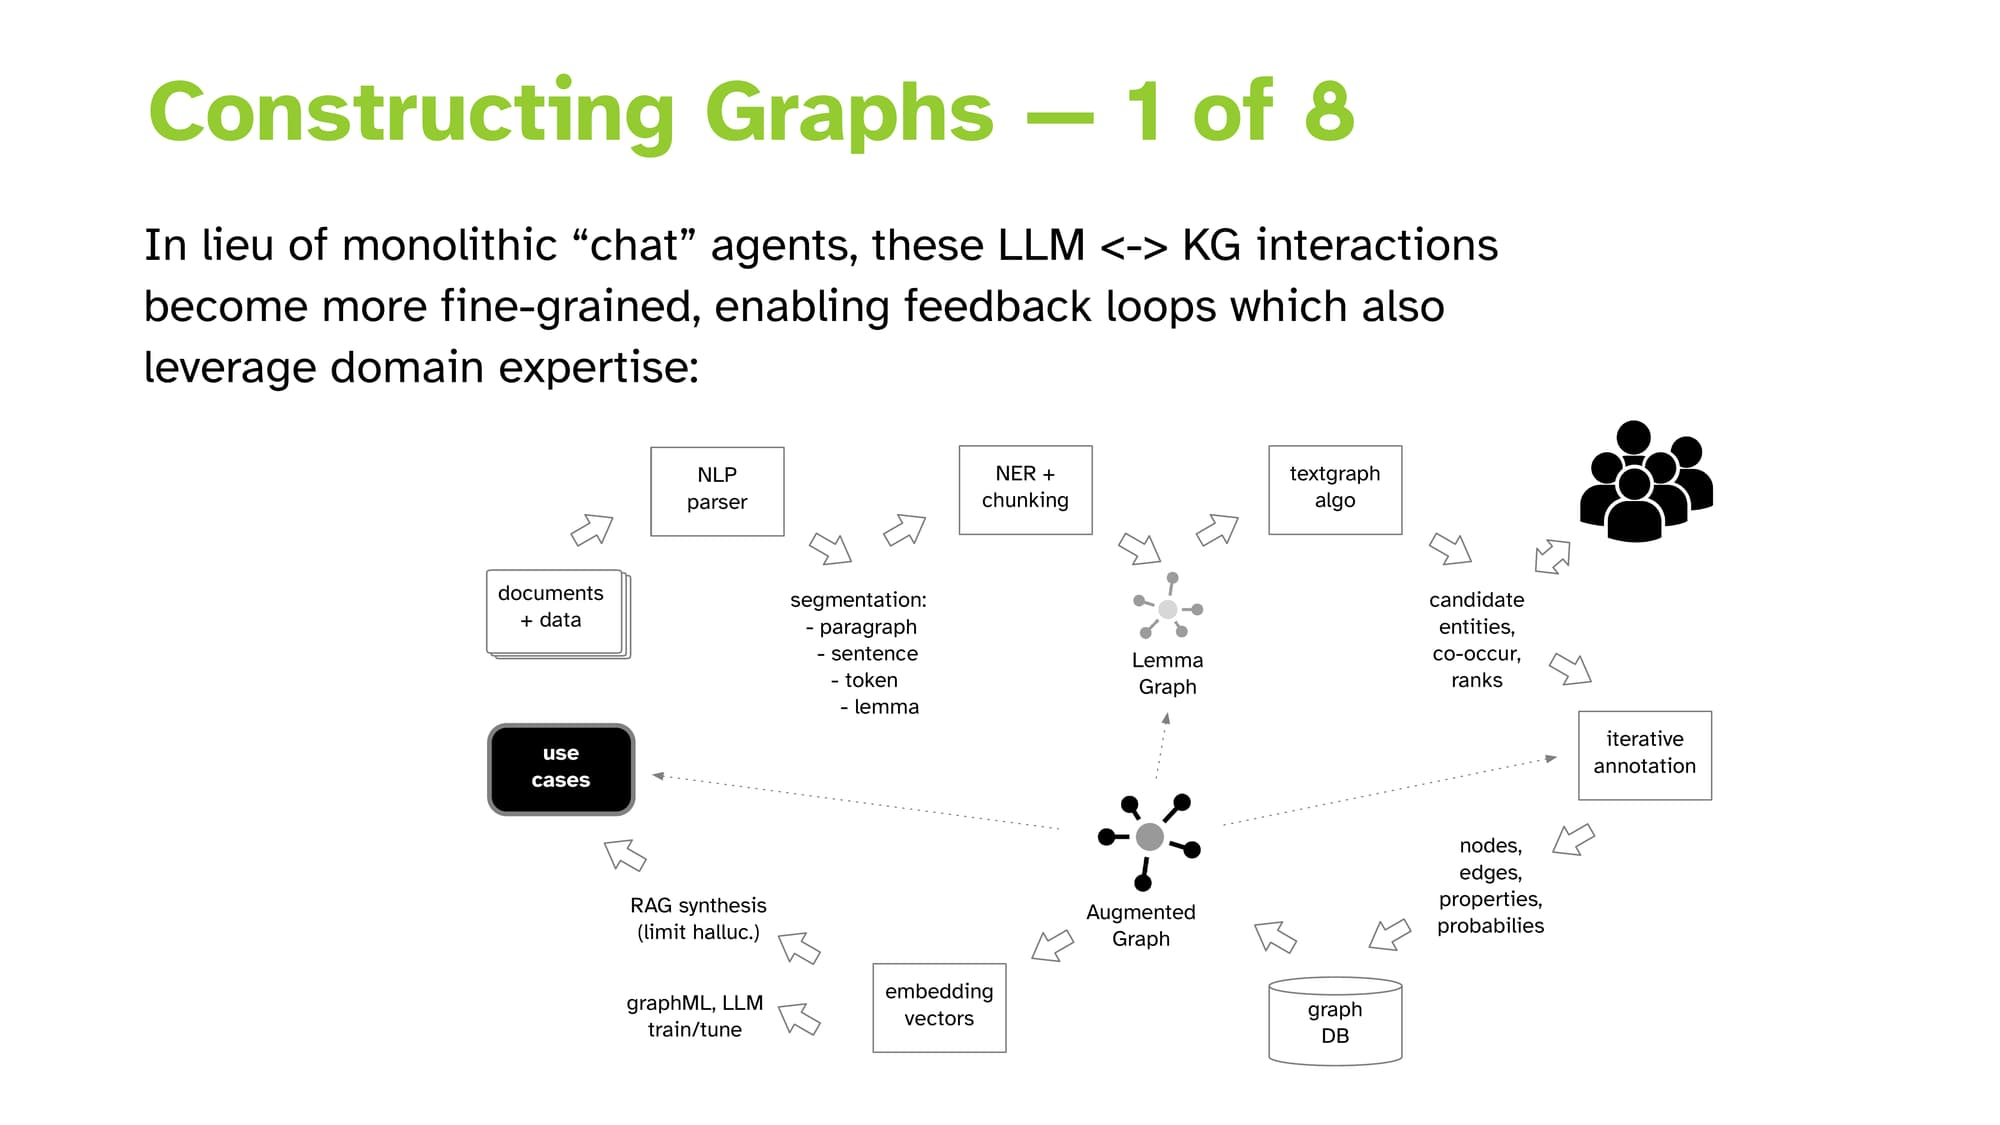 Constructing Graphs — 1 of 8
In lieu of monolithic “chat” agents, these LLM <-> KG interactions
become more fine-grained, enabling feedback loops which also
leverage domain expertise:
documents
+ data
NLP
parser
segmentation:
- paragraph
- sentence
- token
- lemma
NER +
chunking
Lemma
Graph
textgraph
algo
candidate
entities,
co-occur,
ranks
iterative
annotation
nodes,
edges,
properties,
probabilies
graph
DB
Augmented
Graph
embedding
vectors
RAG synthesis
(limit halluc.)
graphML, LLM
train/tune
use
cases